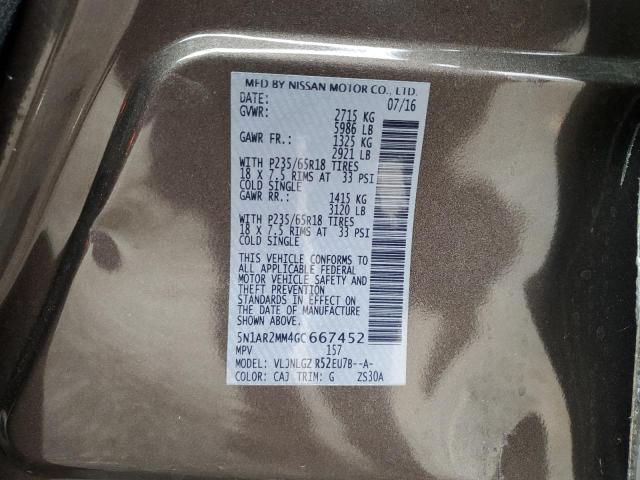 MFD BY NISSAN MOTOR CO., LTD.
DATE: 07/16
GVWR: 2715 KG
5986 LB
GAWR FR.: 1325 KG
2921 LB
WITH P235/65R18 TIRES
18 X 7.5 RIMS AT 33 PSI
COLD SINGLE
GAWR RR.: 1415 KG
3120 LB
WITH P235/65R18 TIRES
18 X 7.5 RIMS AT 33 PSI
COLD SINGLE
THIS VEHICLE CONFORMS TO
ALL APPLICABLE FEDERAL
MOTOR VEHICLE SAFETY AND
THEFT PREVENTION
STANDARDS IN EFFECT ON
THE DATE OF MANUFACTURE
SHOWN ABOVE.
5N1AR2MM4GC667452
MPV 157
MODEL: VLJNLGZ R52EU7B--A-
COLOR: CAJ TRIM: G ZS30A